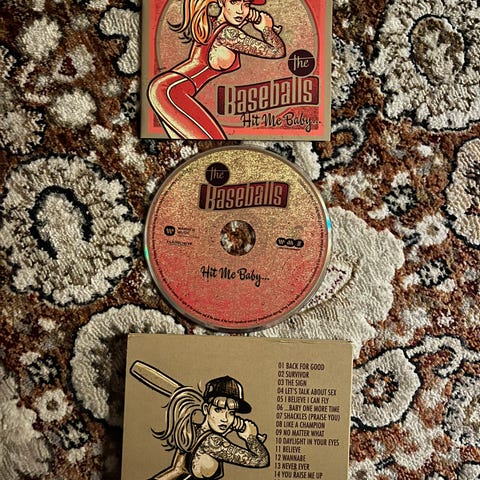 the
Baseballs
Hit Me Baby...
the
Baseballs
Hit Me Baby...
01 BACK FOR GOOD
02 SURVIVOR
03 THE SIGN
04 LET'S TALK ABOUT SEX
05 I BELIEVE I CAN FLY
06 ...BABY ONE MORE TIME
07 SHACKLES (PRAISE YOU)
08 LIKE A CHAMPION
09 NO MATTER WHAT
10 DAYLIGHT IN YOUR EYES
11 BELIEVE
12 WANNABE
13 NEVER EVER
14 YOU RAISE ME UP